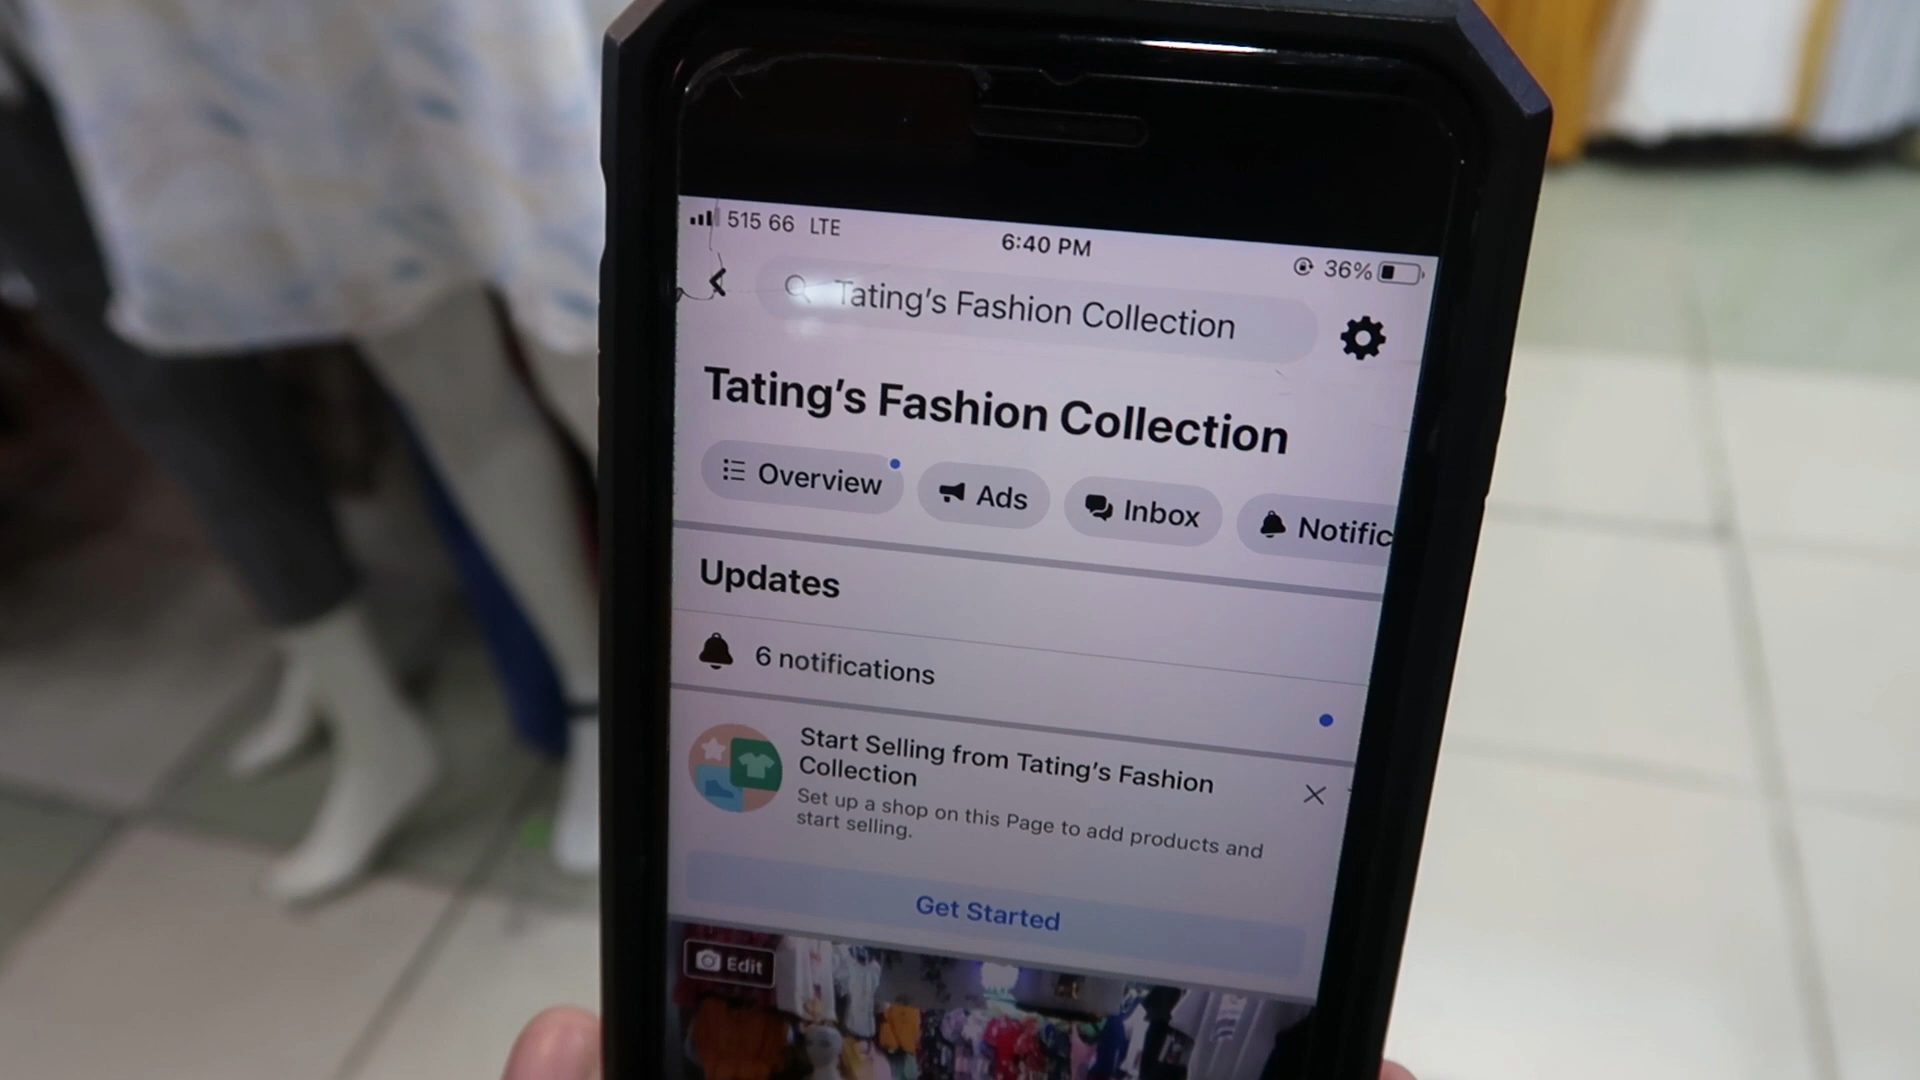 515 66 LTE
6:40 PM
36%
Tating's Fashion Collection
Tating's Fashion Collection
Overview
Ads
Inbox
Notific
Updates
6 notifications
Start Selling from Tating's Fashion
Collection
Set up a shop on this Page to add products and
start selling.
Get Started
Edit